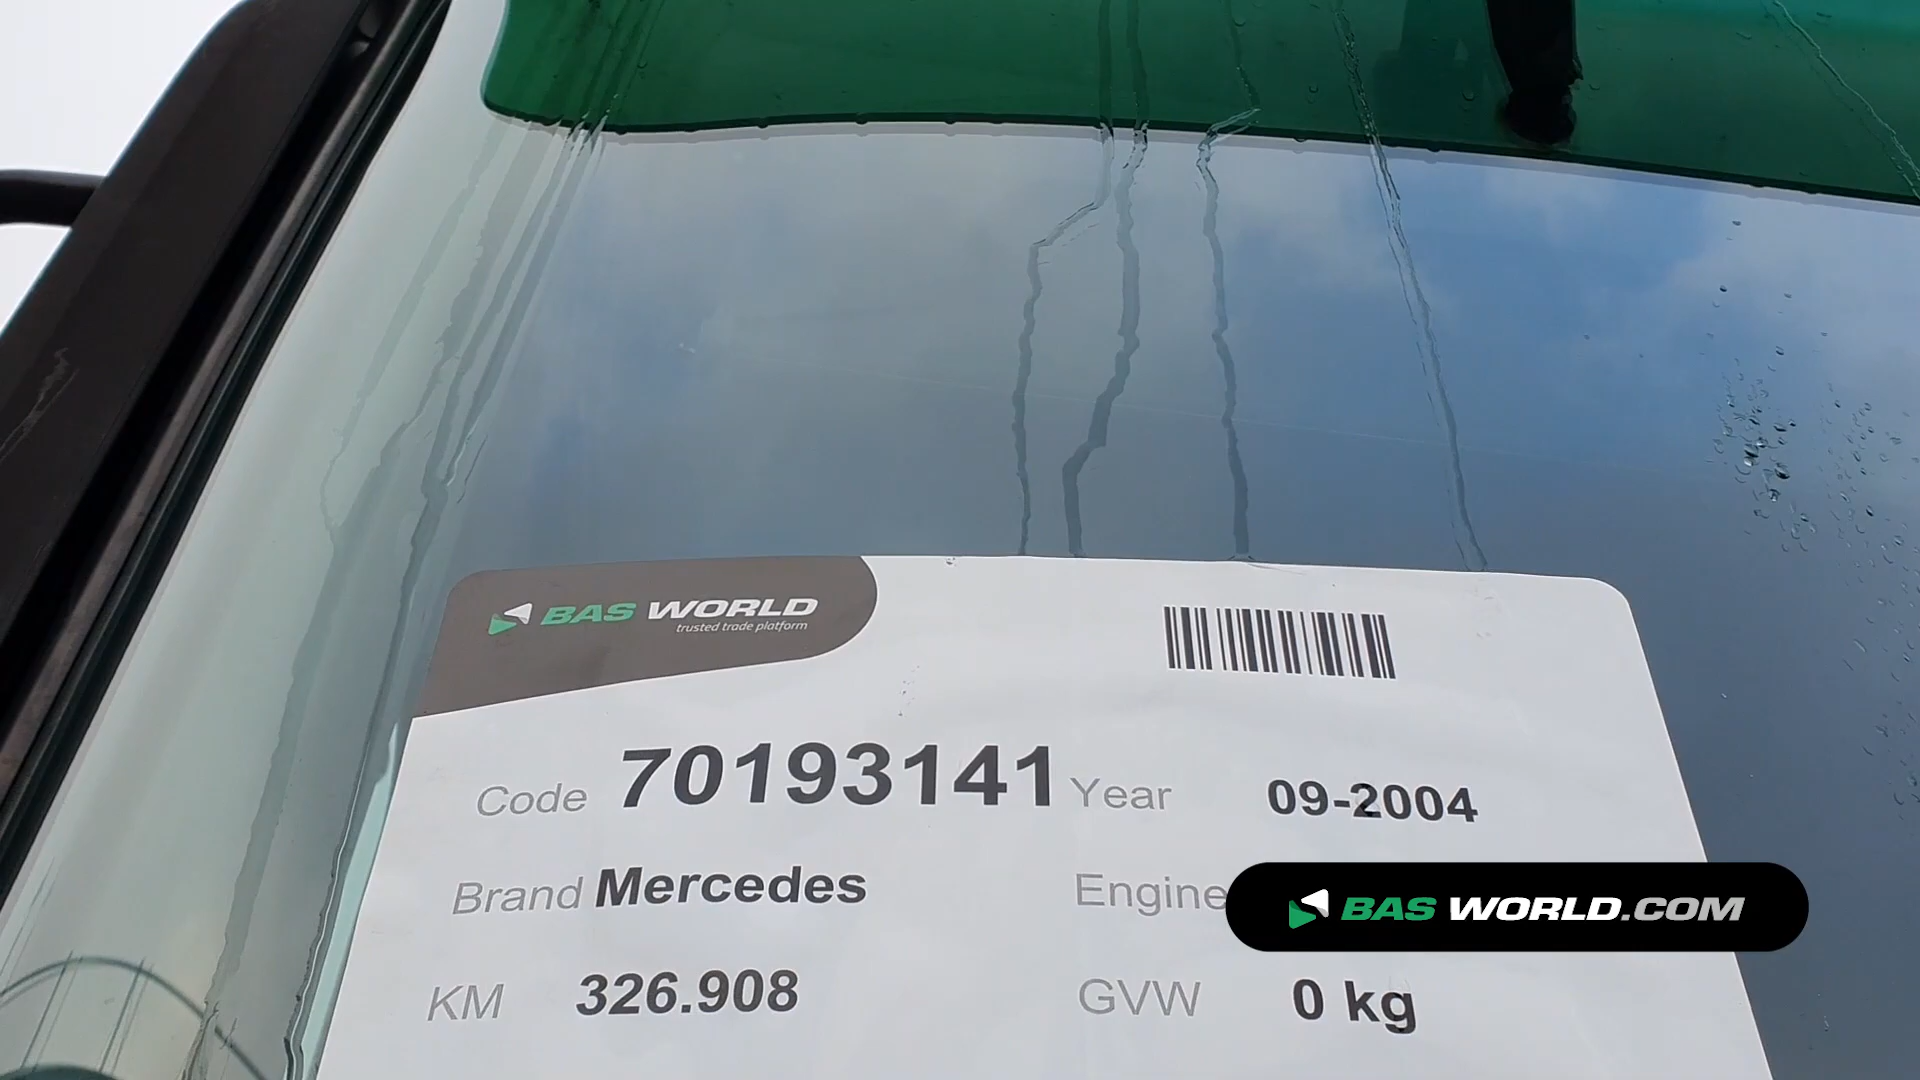 BAS WORLD
trusted trade platform
Code 70193141 Year 09-2004
Brand Mercedes Engine
KM 326.908 GVW 0 kg
BAS WORLD.COM